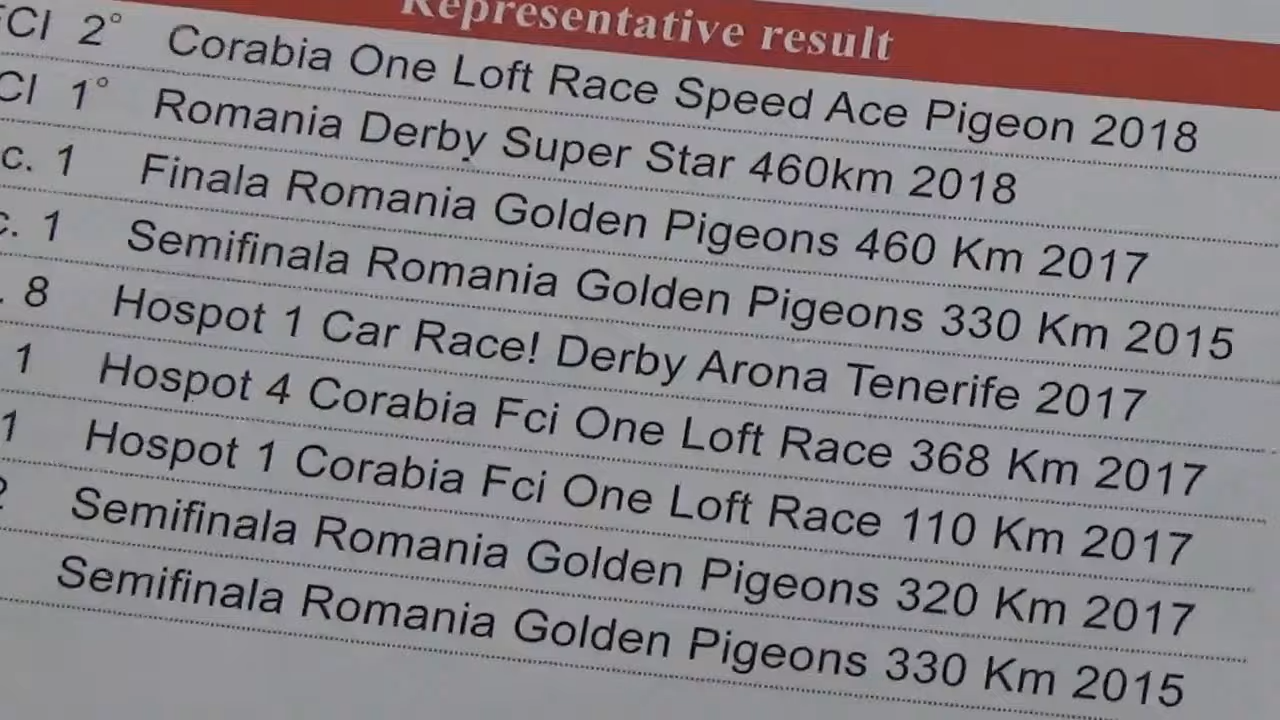 Representative result
FCI 2° Corabia One Loft Race Speed Ace Pigeon 2018
CI 1° Romania Derby Super Star 460km 2018
c. 1 Finala Romania Golden Pigeons 460 Km 2017
c. 1 Semifinala Romania Golden Pigeons 330 Km 2015
. 8 Hospot 1 Car Race! Derby Arona Tenerife 2017
1 Hospot 4 Corabia Fci One Loft Race 368 Km 2017
1 Hospot 1 Corabia Fci One Loft Race 110 Km 2017
2 Semifinala Romania Golden Pigeons 320 Km 2017
Semifinala Romania Golden Pigeons 330 Km 2015